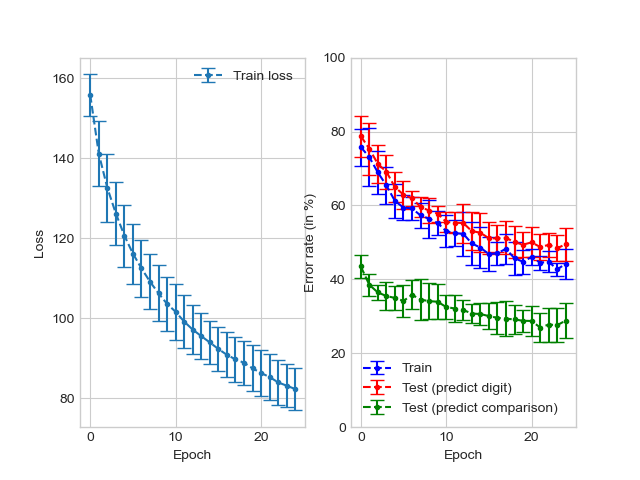 160
140
120
100
80
0
10
20
Epoch
Loss
Train loss
100
80
60
40
20
0
0
10
20
Epoch
Error rate (in %)
Train
Test (predict digit)
Test (predict comparison)